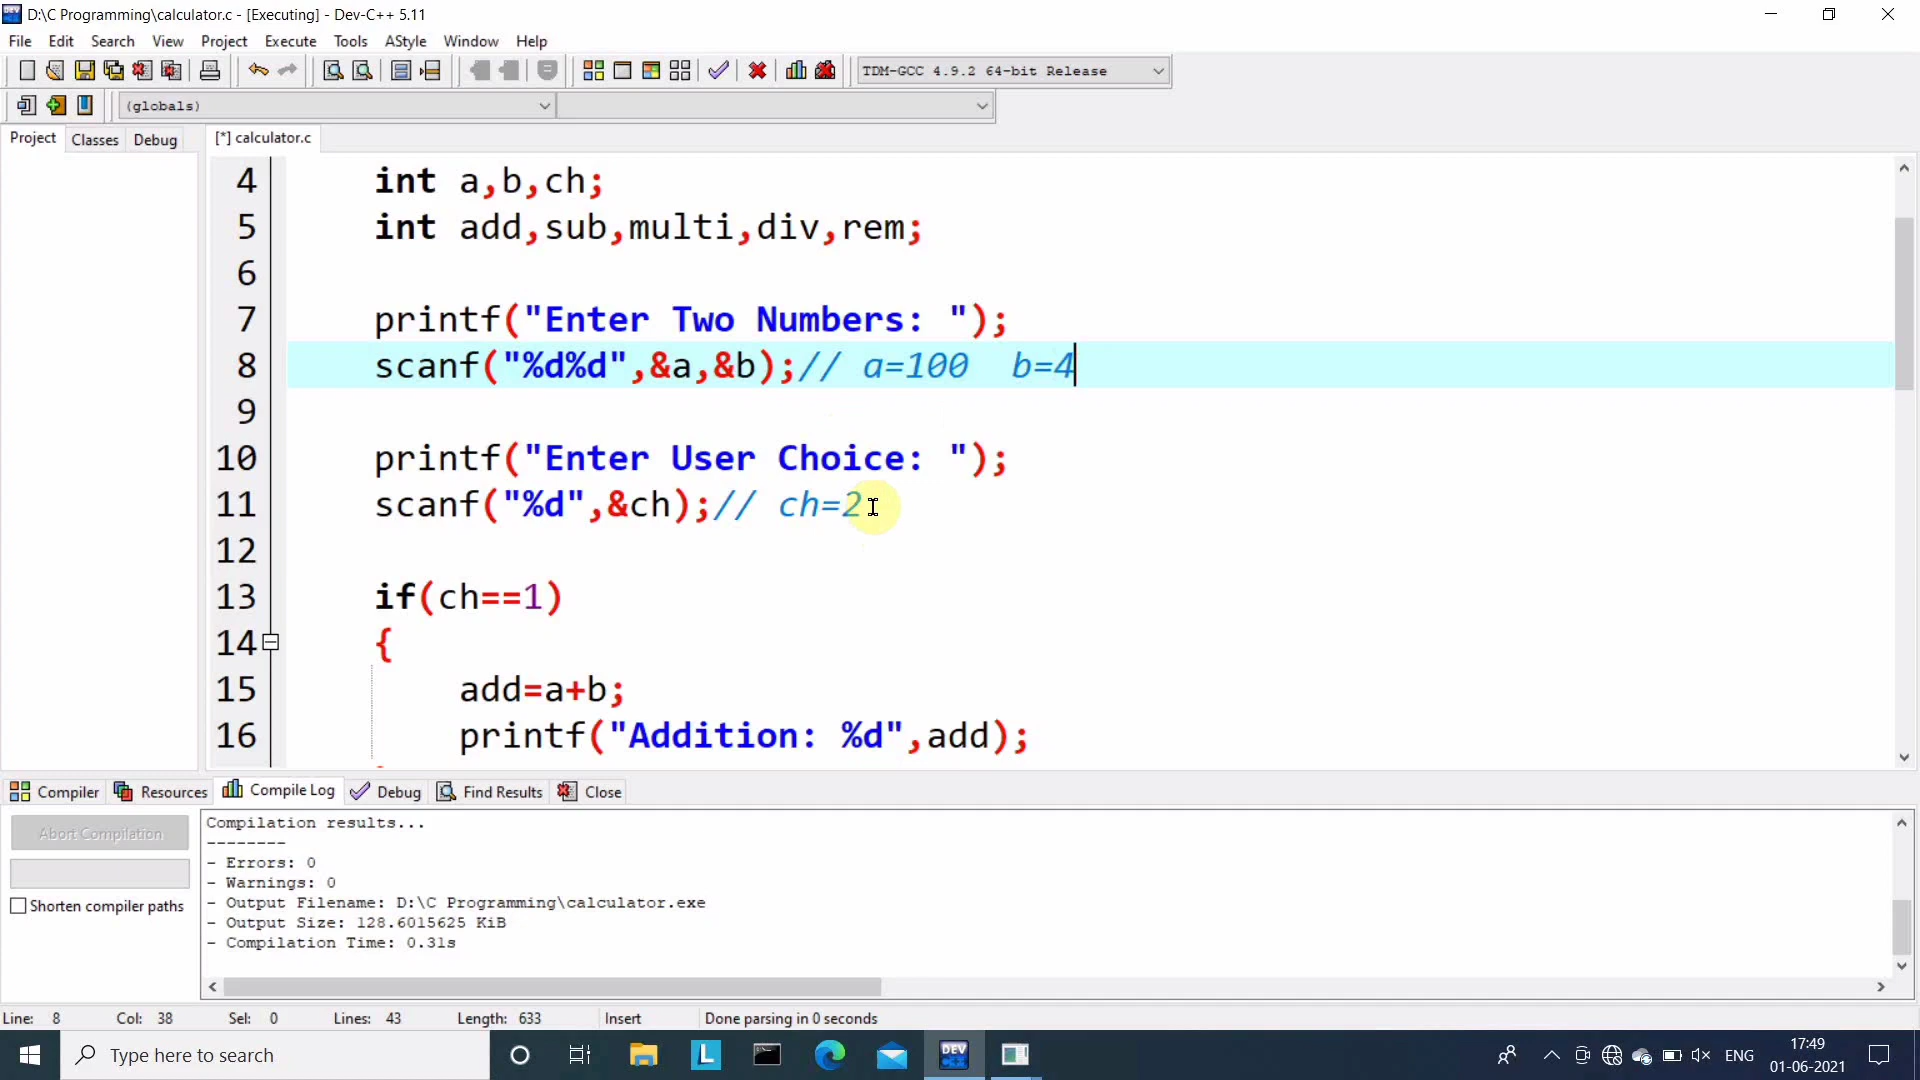 D:\C Programming\calculator.c - [Executing] - Dev-C++ 5.11
File Edit Search View Project Execute Tools AStyle Window Help
TDM-GCC 4.9.2 64-bit Release
(globals)
Project Classes Debug
[*] calculator.c
4 int a,b,ch;
5 int add,sub,multi,div,rem;
6
7 printf("Enter Two Numbers: ");
8 scanf("%d%d",&a,&b);// a=100  b=4
9
10 printf("Enter User Choice: ");
11 scanf("%d",&ch);// ch=2
12
13 if(ch==1)
14 {
15 add=a+b;
16 printf("Addition: %d",add);
Compiler Resources Compile Log Debug Find Results Close
Abort Compilation
Shorten compiler paths
Compilation results...
--------
- Errors: 0
- Warnings: 0
- Output Filename: D:\C Programming\calculator.exe
- Output Size: 128.6015625 KiB
- Compilation Time: 0.31s
Line: 8 Col: 38 Sel: 0 Lines: 43 Length: 633 Insert Done parsing in 0 seconds
Type here to search
L
DEV
C++
ENG
17:49
01-06-2021